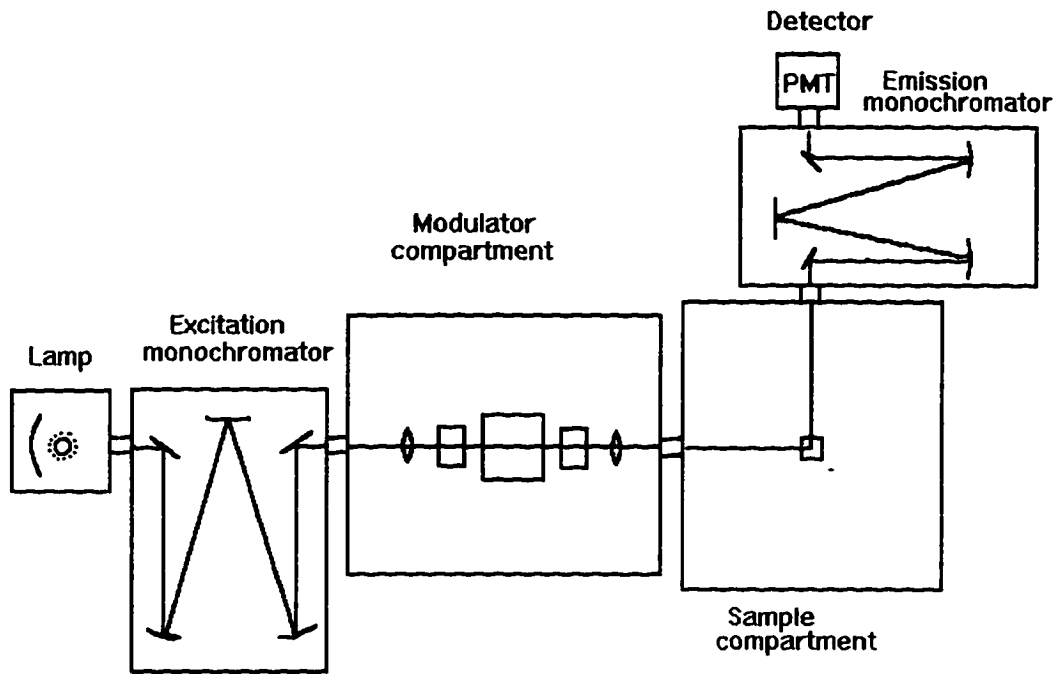 Detector
PMT
Emission
monochromator
Modulator
compartment
Excitation
monochromator
Lamp
Sample
compartment